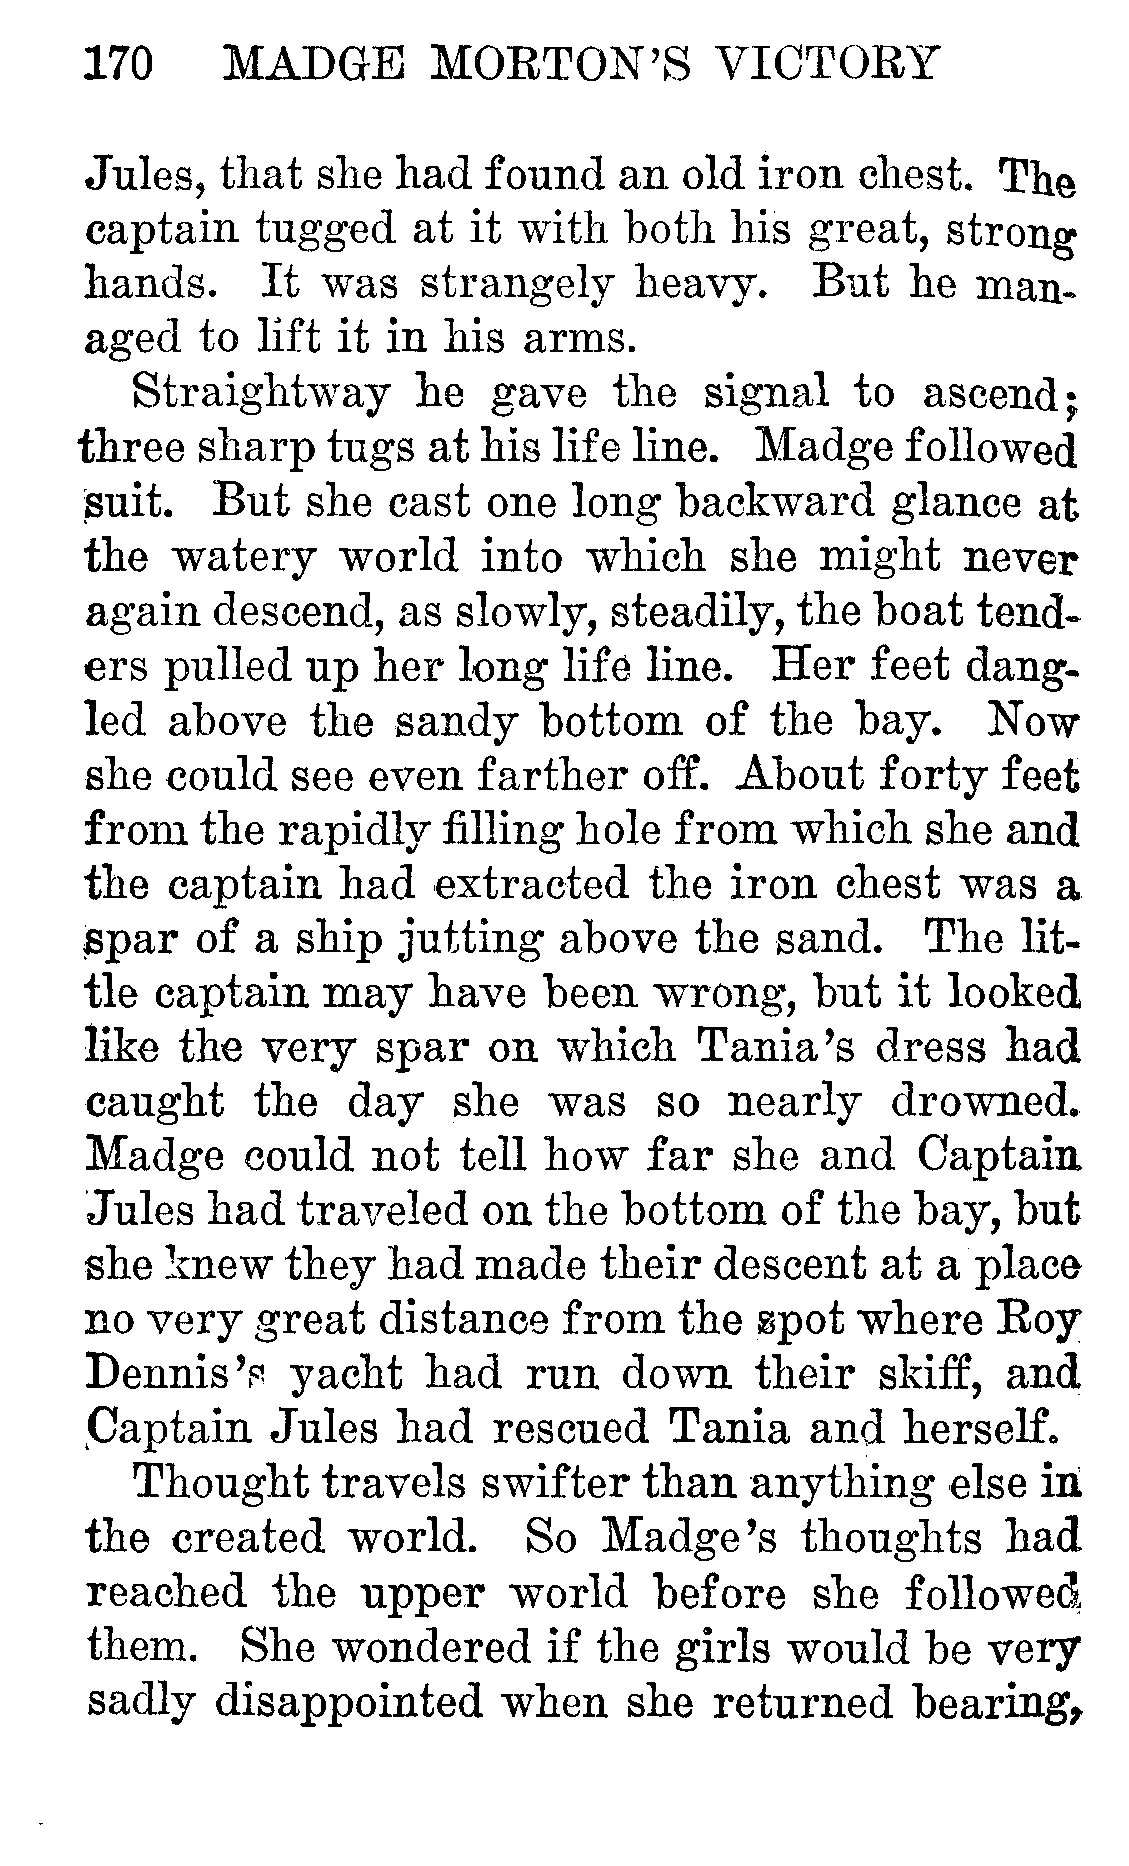 170 MADGE MORTON'S VICTORY
Jules, that she had found an old iron chest. The
captain tugged at it with both his great, strong
hands. It was strangely heavy. But he man-
aged to lift it in his arms.
Straightway he gave the signal to ascend;
three sharp tugs at his life line. Madge followed
suit. But she cast one long backward glance at
the watery world into which she might never
again descend, as slowly, steadily, the boat tend-
ers pulled up her long life line. Her feet dang-
led above the sandy bottom of the bay. Now
she could see even farther off. About forty feet
from the rapidly filling hole from which she and
the captain had extracted the iron chest was a
spar of a ship jutting above the sand. The lit-
tle captain may have been wrong, but it looked
like the very spar on which Tania's dress had
caught the day she was so nearly drowned.
Madge could not tell how far she and Captain
Jules had traveled on the bottom of the bay, but
she knew they had made their descent at a place
no very great distance from the spot where Roy
Dennis's yacht had run down their skiff, and
Captain Jules had rescued Tania and herself.
Thought travels swifter than anything else in
the created world. So Madge's thoughts had
reached the upper world before she followed
them. She wondered if the girls would be very
sadly disappointed when she returned bearing,